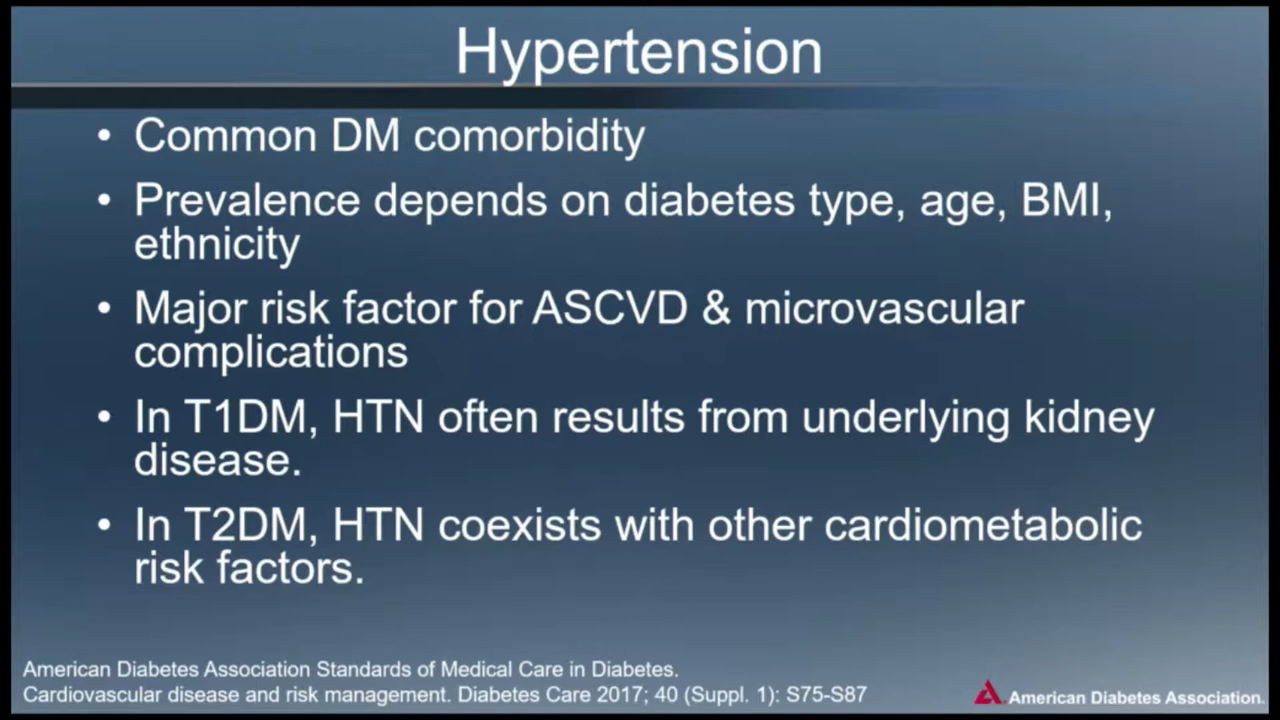 Hypertension
• Common DM comorbidity
• Prevalence depends on diabetes type, age, BMI,
ethnicity
• Major risk factor for ASCVD & microvascular
complications
• In T1DM, HTN often results from underlying kidney
disease.
• In T2DM, HTN coexists with other cardiometabolic
risk factors.
American Diabetes Association Standards of Medical Care in Diabetes.
Cardiovascular disease and risk management. Diabetes Care 2017; 40 (Suppl. 1): S75-S87
American Diabetes Association.